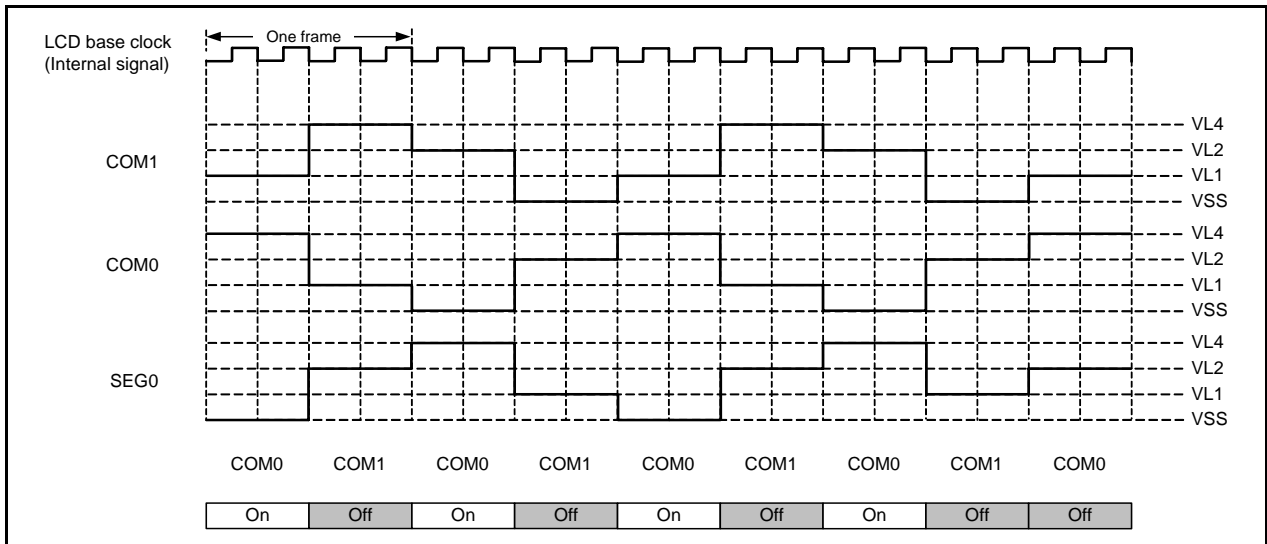 One frame
LCD base clock
(Internal signal)
VL4
VL2
COM1
VL1
VSS
VL4
COM0
VL2
VL1
VSS
VL4
SEG0
VL2
VL1
VSS
COM0 COM1 COM0 COM1 COM0 COM1 COM0 COM1 COM0
On Off On Off On Off On Off Off